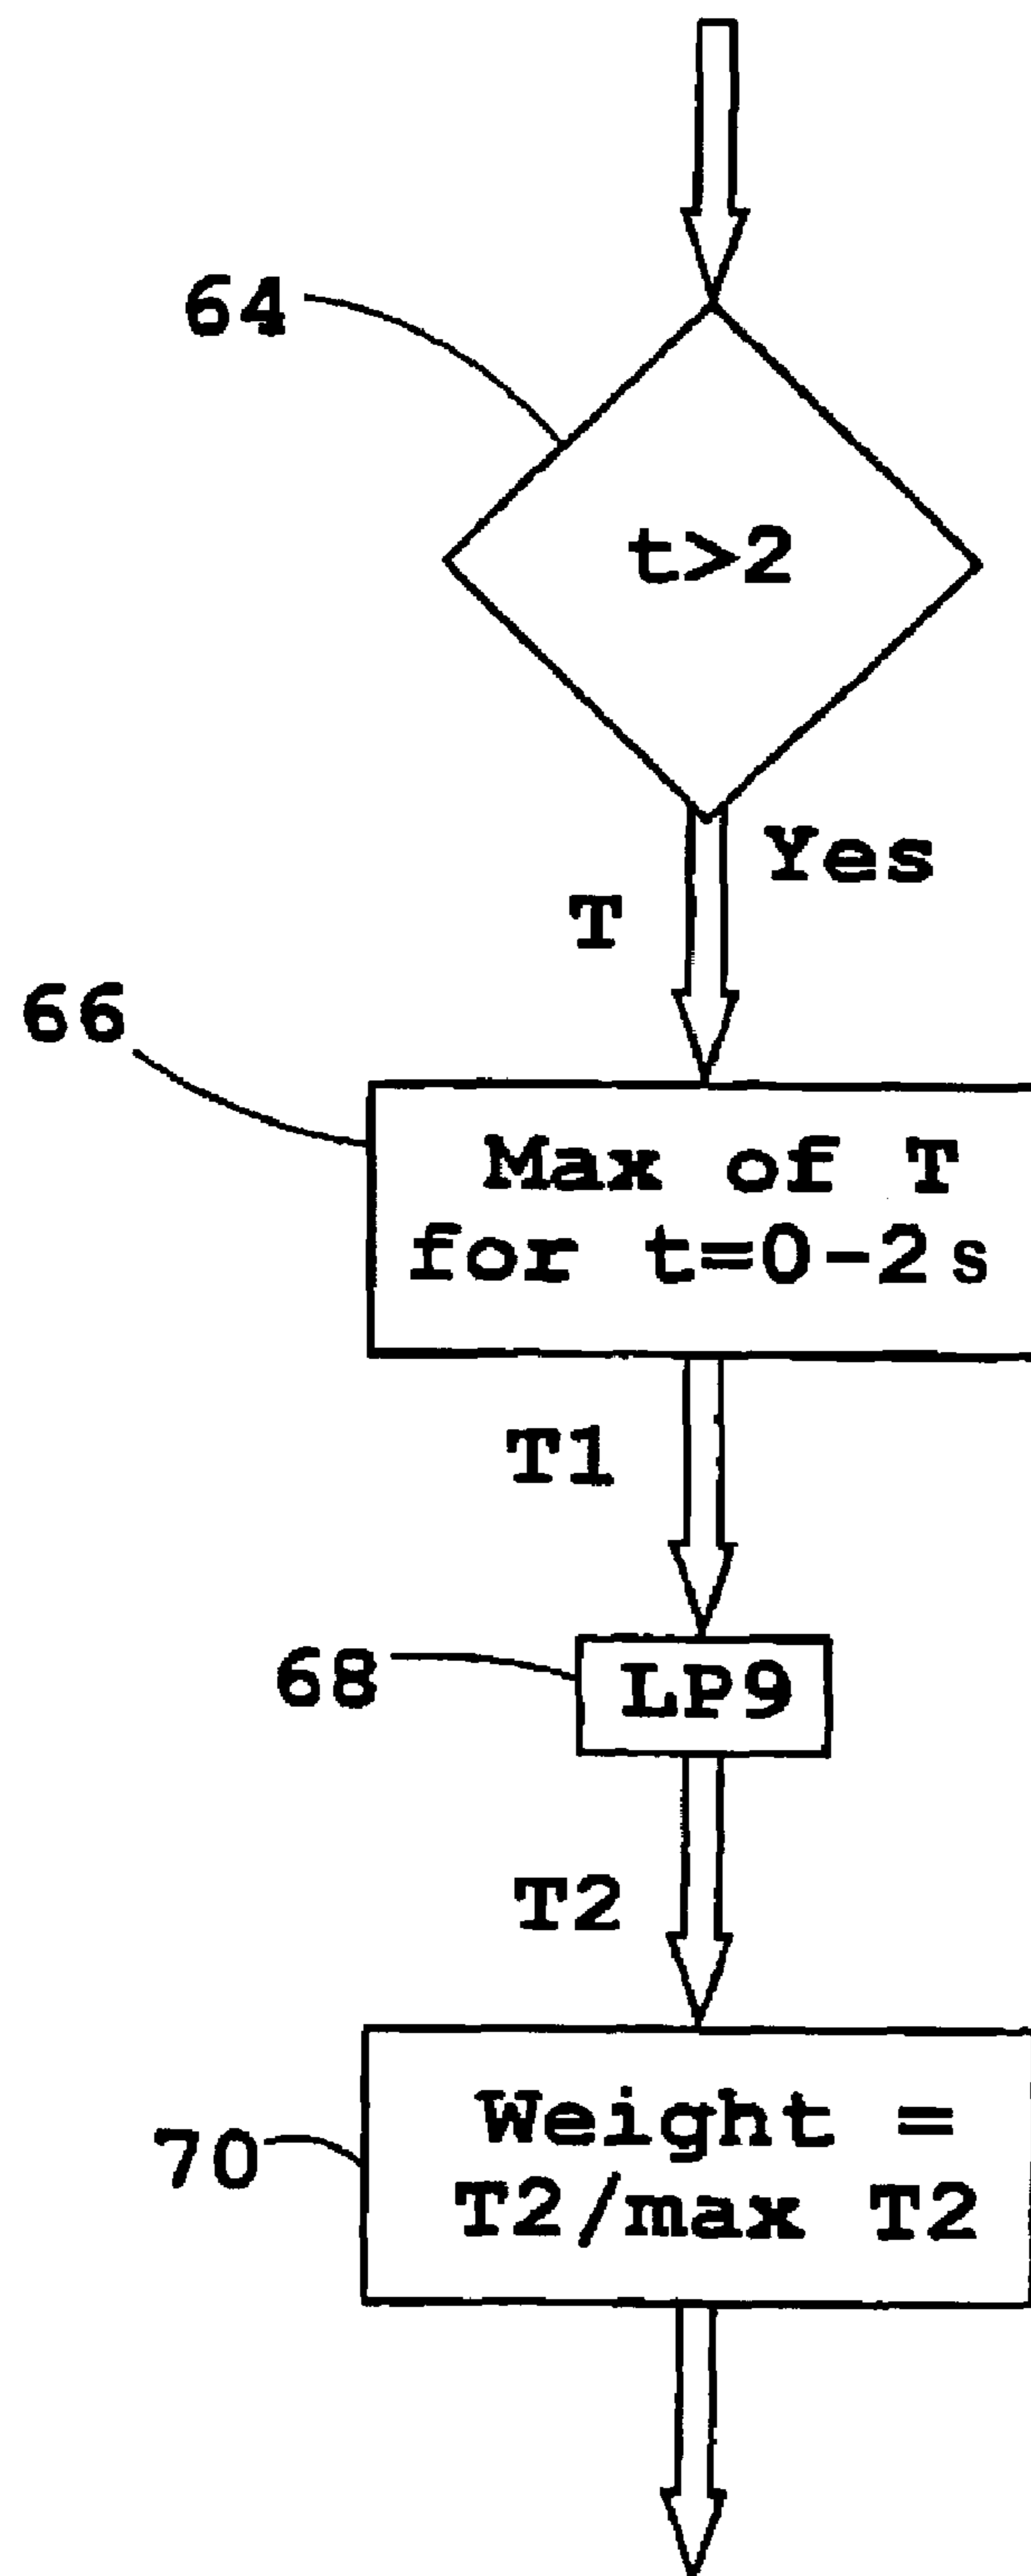 64
t>2
Yes
T
66
Max of T
for t=0-2s
T1
68
LP9
T2
70
Weight =
T2/max T2